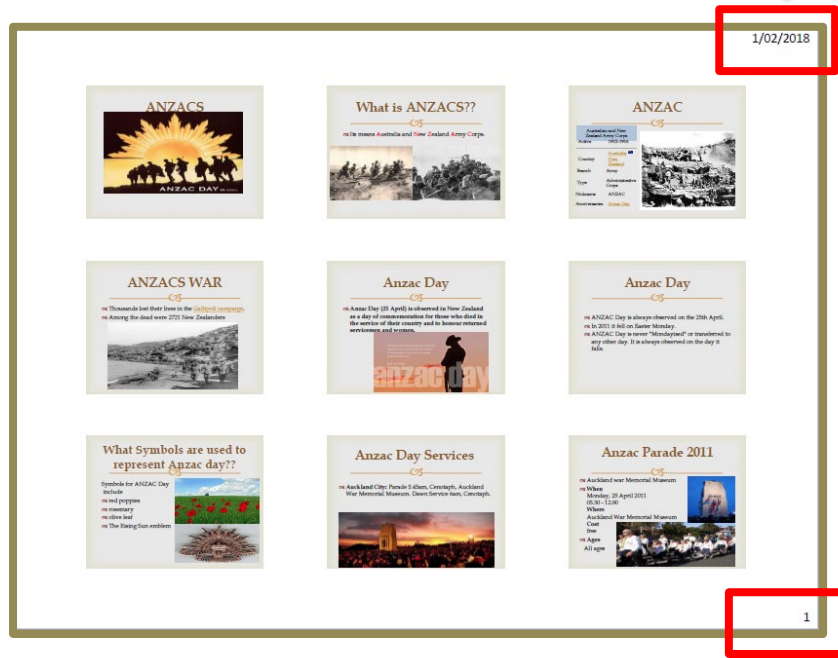 1/02/2018
ANZACS
ANZAC DAY
What is ANZACS??
Its means Australia and New Zealand Army Corps.
ANZAC
Australian and New
Zealand Army Corps
Active
Country Australia
New
Zealand
Branch Army
Type Administrative
Corps
Nickname ANZAC
Anniversaries Anzac Day
ANZACS WAR
Thousands lost their lives in the Gallipoli campaign.
Among the dead were 2721 New Zealanders
Anzac Day
Anzac Day (25 April) is observed in New Zealand
as a day of commemoration for those who died in
the service of their country and to honour returned
servicemen and women.
anzac day
Anzac Day
ANZAC Day is always observed on the 25th April.
In 2011 it fell on Easter Monday.
ANZAC Day is never "Mondayised" or transferred to
any other day. It is always observed on the day it
falls.
What Symbols are used to
represent Anzac day??
Symbols for ANZAC Day
include
red poppies
rosemary
olive leaf
The Rising Sun emblem
Anzac Day Services
Auckland City: Parade 5.45am, Cenotaph, Auckland
War Memorial Museum. Dawn Service 6am, Cenotaph.
Anzac Parade 2011
Auckland war Memorial Museum
When
Monday, 25 April 2011
05.30 - 12.00
Where
Auckland War Memorial Museum
Cost
free
Ages
All ages
1